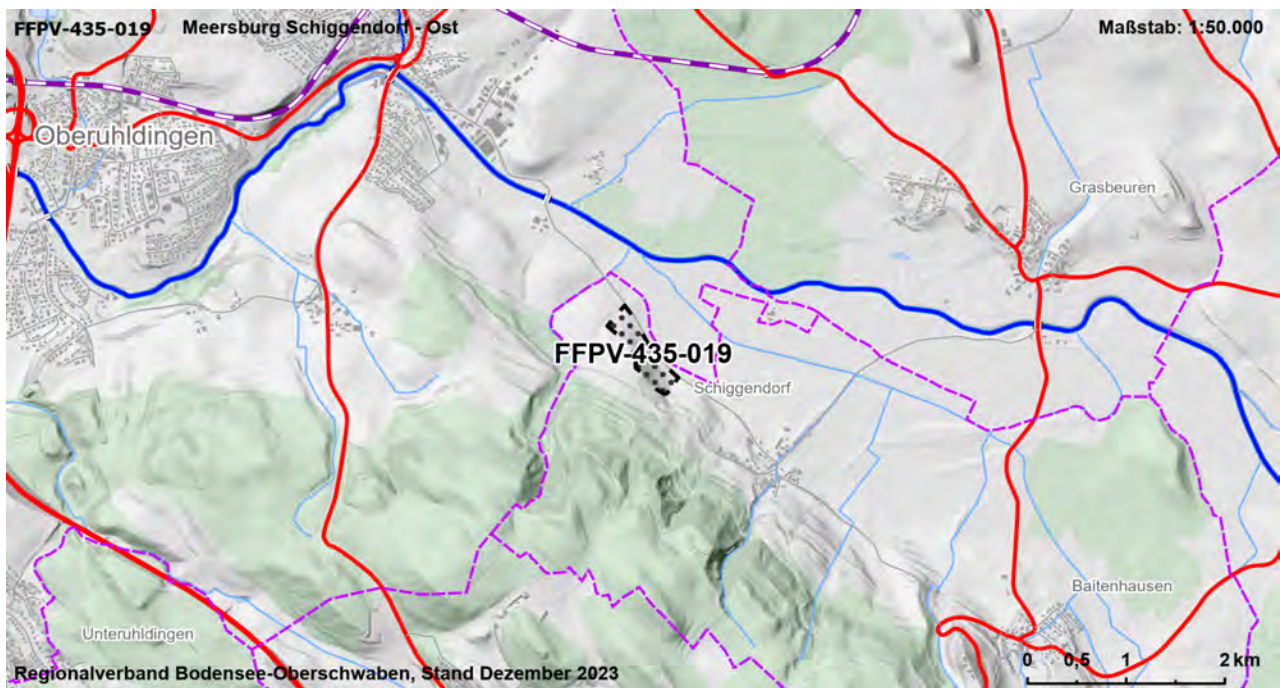 FFPV-435-019 Meersburg Schiggendorf - Ost Maßstab: 1:50.000
Oberuhldingen
Grasbeuren
FFPV-435-019
Schiggendorf
Baitenhausen
Unteruhldingen
0 0,5 1 2 km
Regionalverband Bodensee-Oberschwaben, Stand Dezember 2023